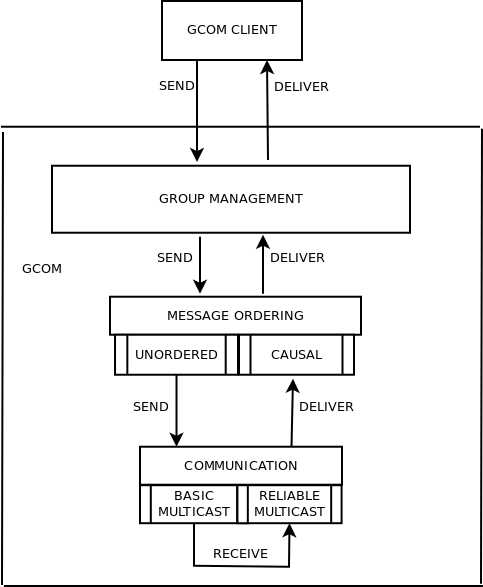 GCOM CLIENT
SEND
DELIVER
GROUP MANAGEMENT
SEND
DELIVER
GCOM
MESSAGE ORDERING
UNORDERED
CAUSAL
SEND
DELIVER
COMMUNICATION
BASIC
MULTICAST
RELIABLE
MULTICAST
RECEIVE